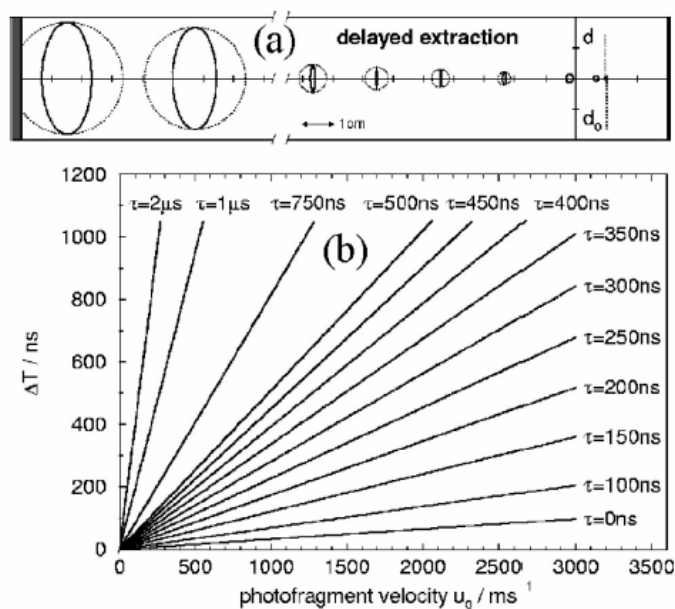 (a)
delayed extraction
d
1cm
d₀
1200
1000
800
600
400
200
0
ΔT / ns
τ=2μs τ=1μs τ=750ns τ=500ns τ=450ns τ=400ns
(b)
τ=350ns
τ=300ns
τ=250ns
τ=200ns
τ=150ns
τ=100ns
τ=0ns
0 500 1000 1500 2000 2500 3000 3500
photofragment velocity u₀ / ms⁻¹